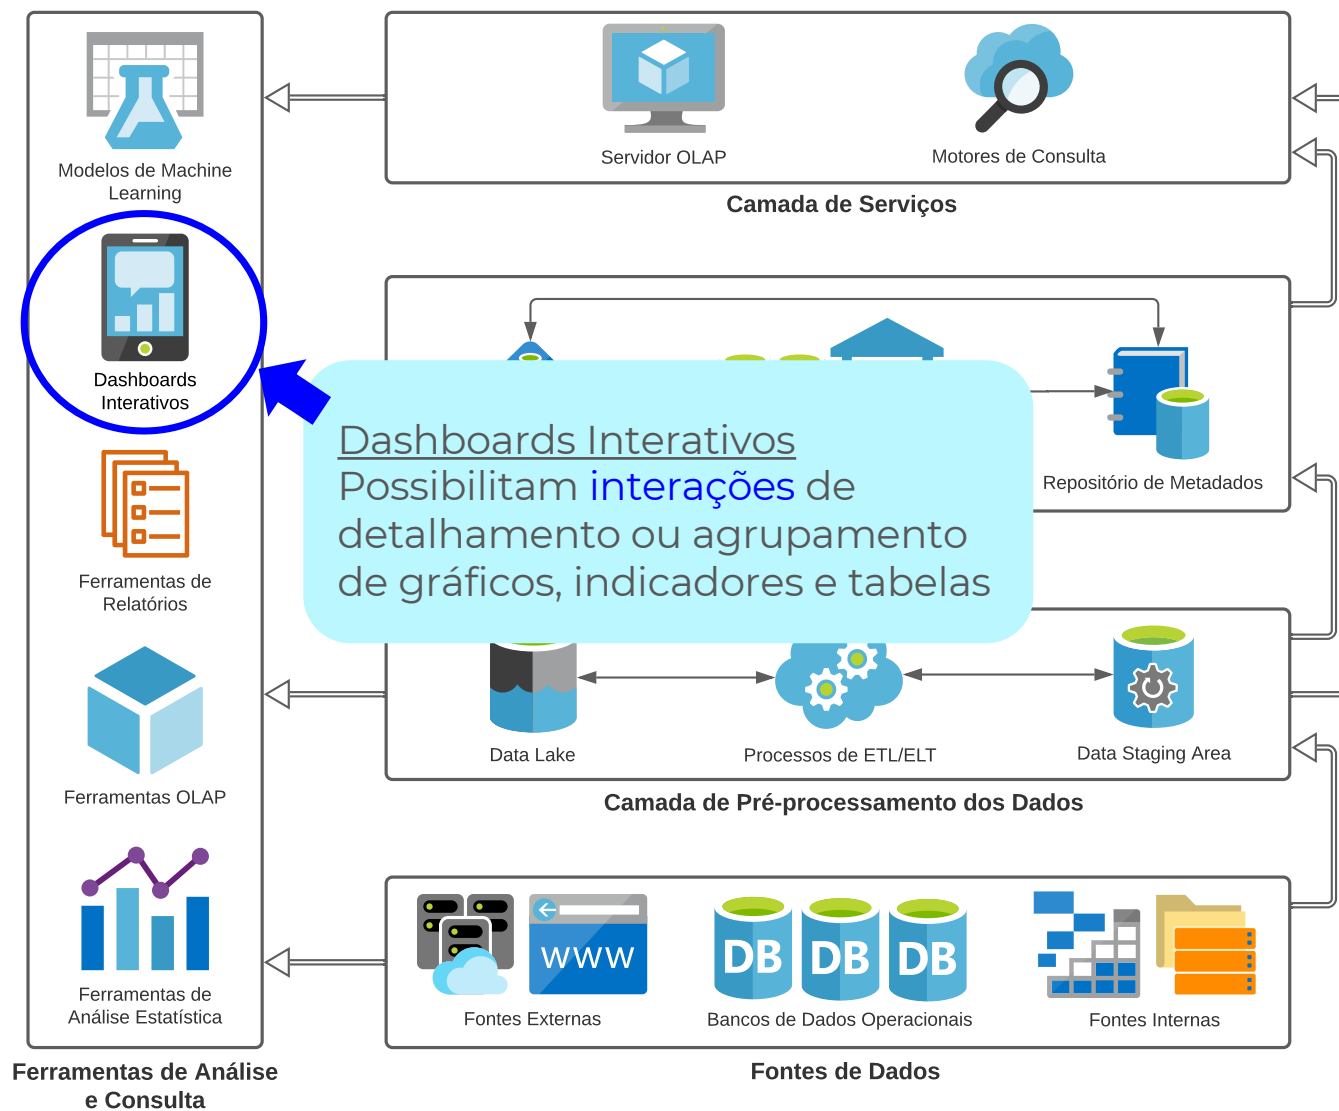 Modelos de Machine
Learning
Dashboards
Interativos
Ferramentas de
Relatórios
Ferramentas OLAP
Ferramentas de
Análise Estatística
Ferramentas de Análise
e Consulta
Servidor OLAP
Motores de Consulta
Camada de Serviços
Repositório de Metadados
Dashboards Interativos
Possibilitam interações de
detalhamento ou agrupamento
de gráficos, indicadores e tabelas
Data Lake
Processos de ETL/ELT
Data Staging Area
Camada de Pré-processamento dos Dados
www
DB
DB
DB
Fontes Externas
Bancos de Dados Operacionais
Fontes Internas
Fontes de Dados